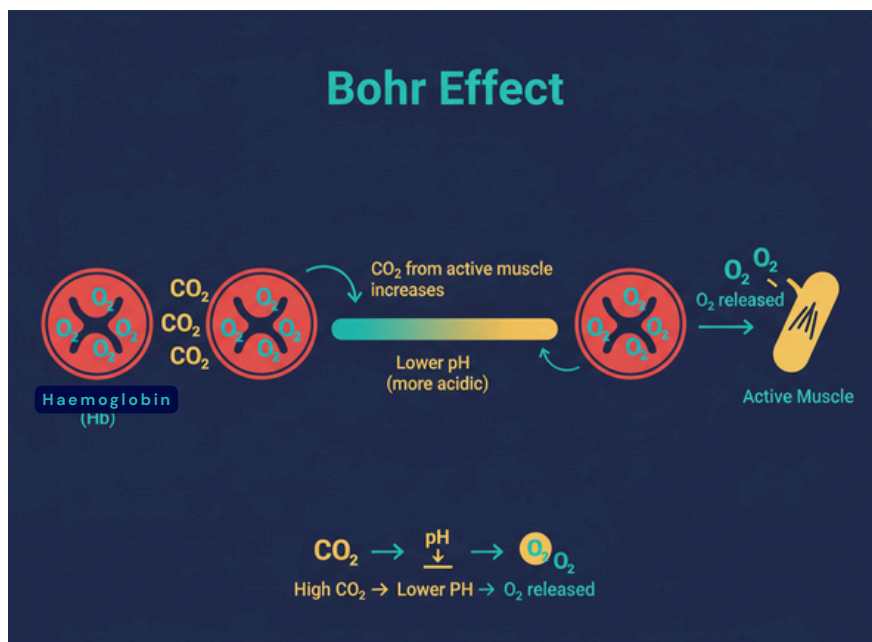 Bohr Effect
O₂
O₂ O₂
O₂
Haemoglobin
(Hb)
CO₂
CO₂
CO₂
O₂
O₂ O₂
O₂
CO₂ from active muscle
increases
Lower pH
(more acidic)
O₂
O₂ O₂
O₂
O₂ O₂
O₂ released
Active Muscle
CO₂ → pH → O₂ O₂
↓
High CO₂ → Lower PH → O₂ released